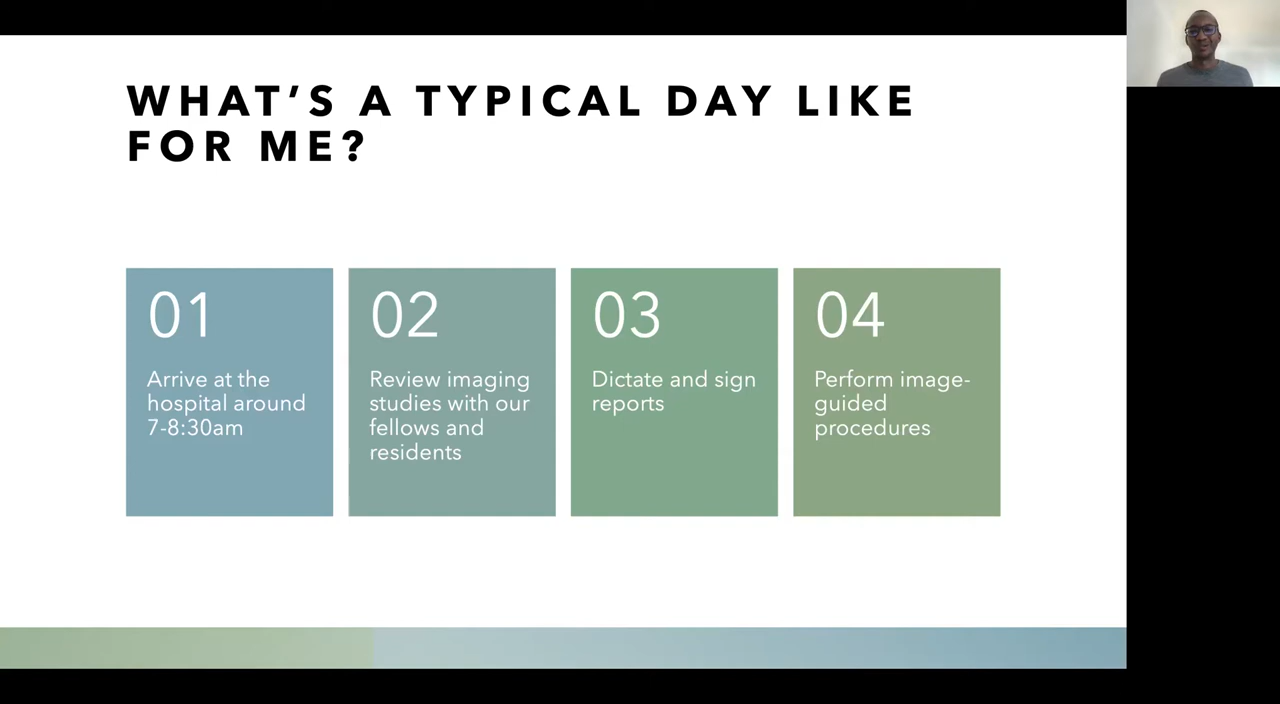 WHAT’S A TYPICAL DAY LIKE
FOR ME?
01
Arrive at the
hospital around
7-8:30am
02
Review imaging
studies with our
fellows and
residents
03
Dictate and sign
reports
04
Perform image-
guided
procedures